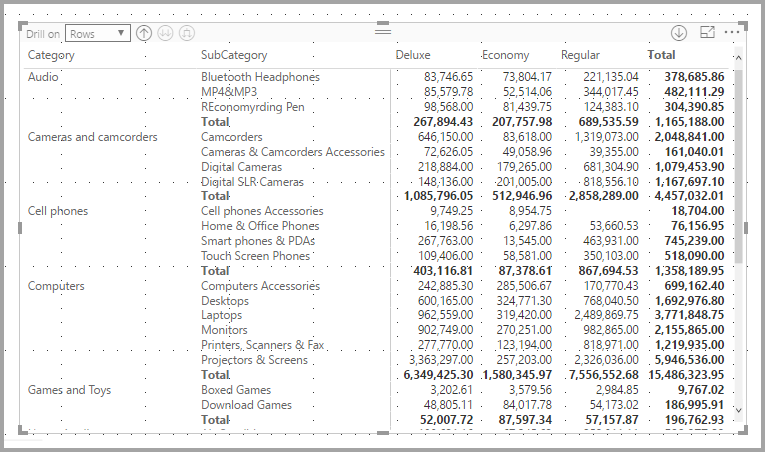 Drill on Rows
Category SubCategory Deluxe Economy Regular Total
Audio Bluetooth Headphones 83,746.65 73,804.17 221,135.04 378,685.86
MP4&MP3 85,579.78 52,514.06 344,017.45 482,111.29
REconomyrding Pen 98,568.00 81,439.75 124,383.10 304,390.85
Total 267,894.43 207,757.98 689,535.59 1,165,188.00
Cameras and camcorders Camcorders 646,150.00 83,618.00 1,319,073.00 2,048,841.00
Cameras & Camcorders Accessories 72,626.05 49,058.96 39,355.00 161,040.01
Digital Cameras 218,884.00 179,265.00 681,304.90 1,079,453.90
Digital SLR Cameras 148,136.00 201,005.00 818,556.10 1,167,697.10
Total 1,085,796.05 512,946.96 2,858,289.00 4,457,032.01
Cell phones Cell phones Accessories 9,749.25 8,954.75 18,704.00
Home & Office Phones 16,198.56 6,297.86 53,660.53 76,156.95
Smart phones & PDAs 267,763.00 13,545.00 463,931.00 745,239.00
Touch Screen Phones 109,406.00 58,581.00 350,103.00 518,090.00
Total 403,116.81 87,378.61 867,694.53 1,358,189.95
Computers Computers Accessories 242,885.30 285,506.67 170,770.43 699,162.40
Desktops 600,165.00 324,771.30 768,040.50 1,692,976.80
Laptops 962,559.00 319,420.00 2,489,869.75 3,771,848.75
Monitors 902,749.00 270,251.00 982,865.00 2,155,865.00
Printers, Scanners & Fax 277,770.00 123,194.00 818,971.00 1,219,935.00
Projectors & Screens 3,363,297.00 257,203.00 2,326,036.00 5,946,536.00
Total 6,349,425.30 1,580,345.97 7,556,552.68 15,486,323.95
Games and Toys Boxed Games 3,202.61 3,579.56 2,984.85 9,767.02
Download Games 48,805.11 84,017.78 54,173.02 186,995.91
Total 52,007.72 87,597.34 57,157.87 196,762.93